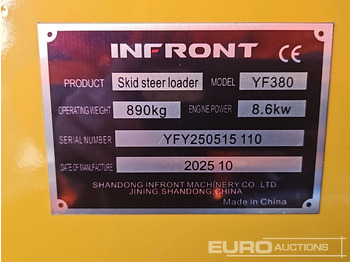 INFRONT CE
PRODUCT Skid steer loader MODEL YF380
OPERATING WEIGHT 890kg ENGINE POWER 8.6kw
SERIAL NUMBER YFY250515 110
DATE OF MANUFACTURE 2025 10
SHANDONG INFRONT MACHINERY CO., LTD.
JINING, SHANDONG, CHINA
Made in China
EURO AUCTIONS